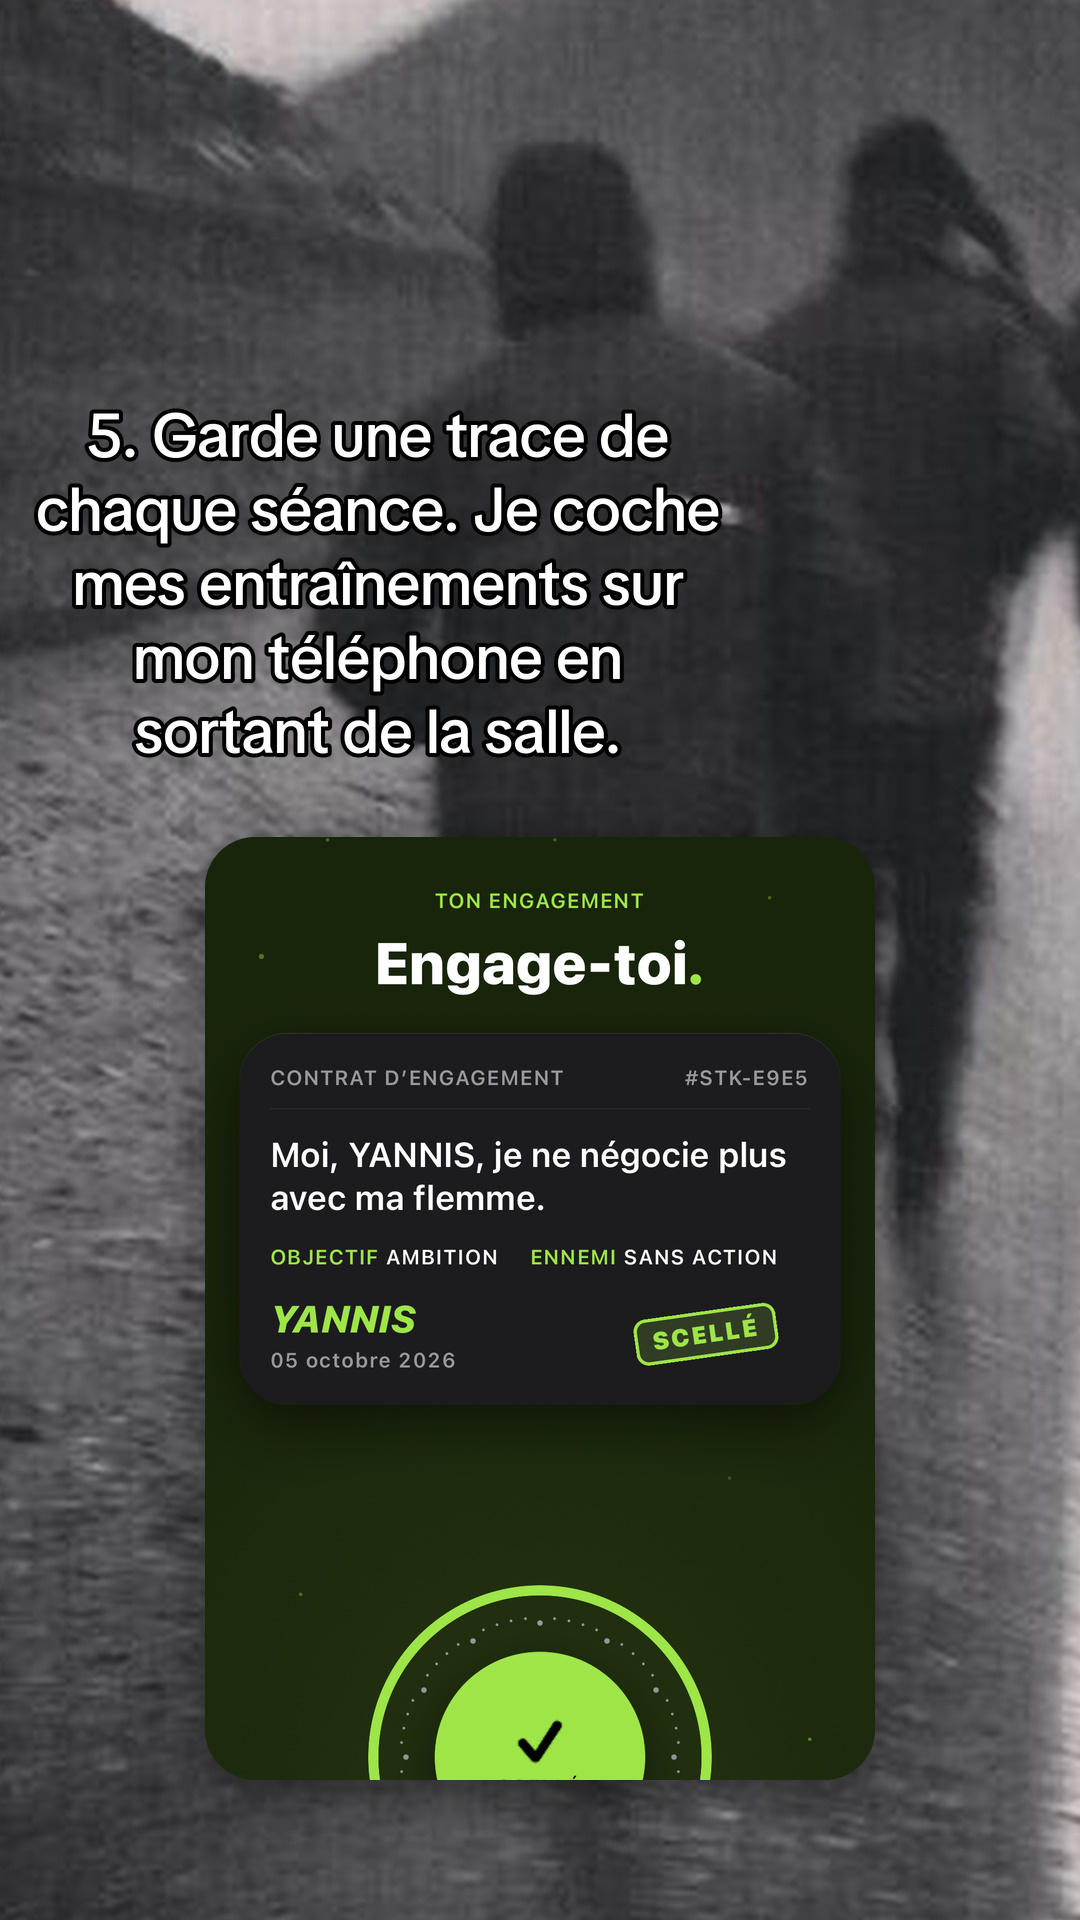 5. Garde une trace de
chaque séance. Je coche
mes entraînements sur
mon téléphone en
sortant de la salle.
TON ENGAGEMENT
Engage-toi.
CONTRAT D’ENGAGEMENT #STK-E9E5
Moi, YANNIS, je ne négocie plus
avec ma flemme.
OBJECTIF AMBITION ENNEMI SANS ACTION
YANNIS
SCELLÉ
05 octobre 2026